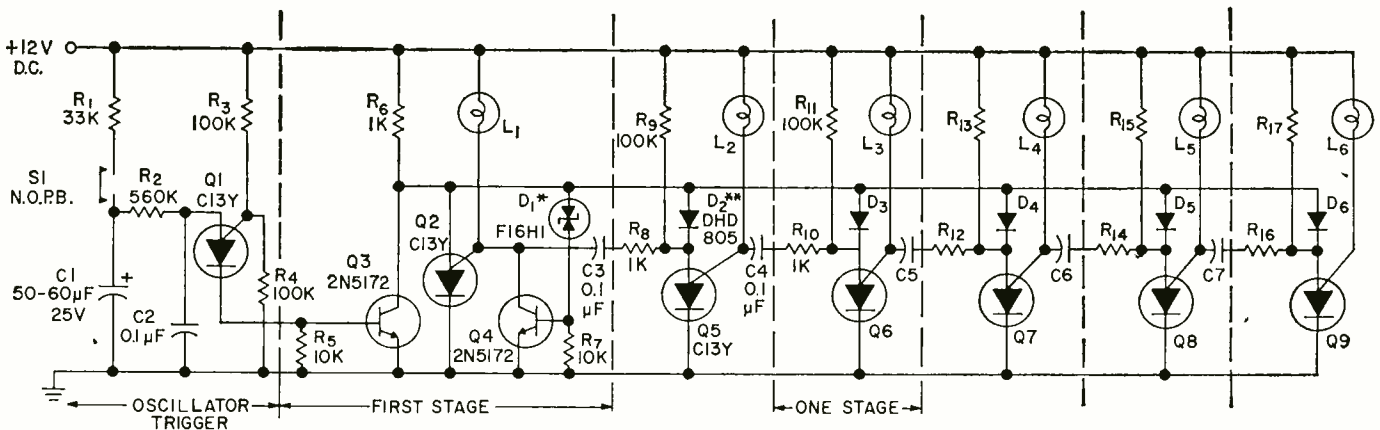 +12V
D.C.
R1
33K
R3
100K
S1
N.O.P.B.
R2
560K
Q1
C13Y
C1
50-60µF
25V
+
C2
0.1µF
R4
100K
R5
10K
R6
1K
L1
Q2
C13Y
Q3
2N5172
D1*
F16H1
Q4
2N5172
R7
10K
C3
0.1
µF
R8
1K
R9
100K
L2
D2**
DHD
805
Q5
C13Y
C4
0.1
µF
R10
1K
R11
100K
L3
D3
Q6
C5
R12
R13
L4
D4
Q7
C6
R14
R15
L5
D5
Q8
C7
R16
R17
L6
D6
Q9
OSCILLATOR
TRIGGER
FIRST STAGE
ONE STAGE